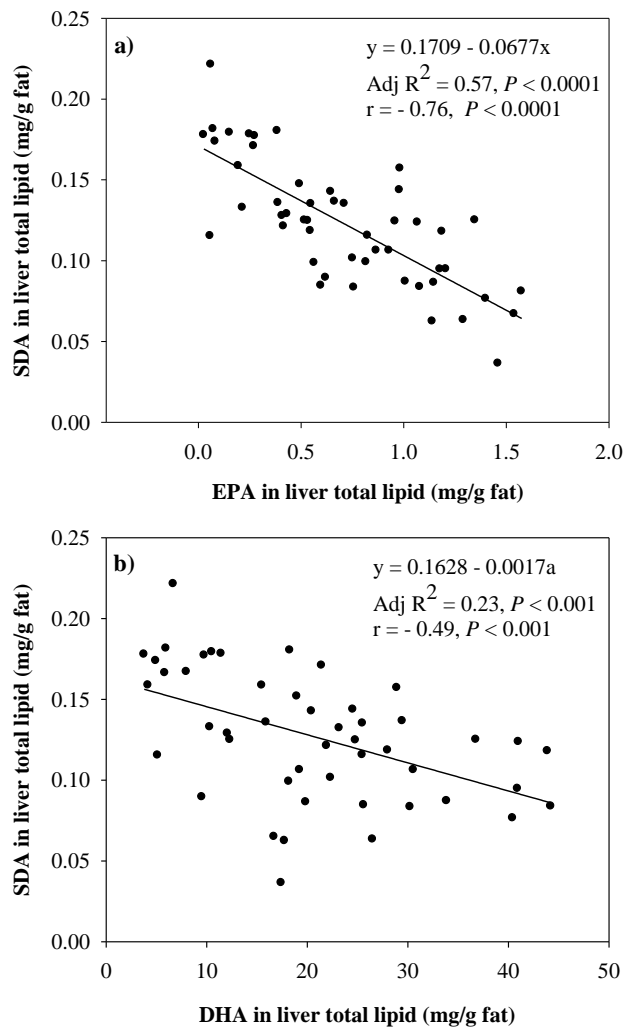 a)
y = 0.1709 - 0.0677x
Adj R2 = 0.57, P < 0.0001
r = - 0.76, P < 0.0001
SDA in liver total lipid (mg/g fat)
0.25
0.20
0.15
0.10
0.05
0.00
0.0 0.5 1.0 1.5 2.0
EPA in liver total lipid (mg/g fat)
b)
y = 0.1628 - 0.0017a
Adj R2 = 0.23, P < 0.001
r = - 0.49, P < 0.001
SDA in liver total lipid (mg/g fat)
0.25
0.20
0.15
0.10
0.05
0.00
0 10 20 30 40 50
DHA in liver total lipid (mg/g fat)